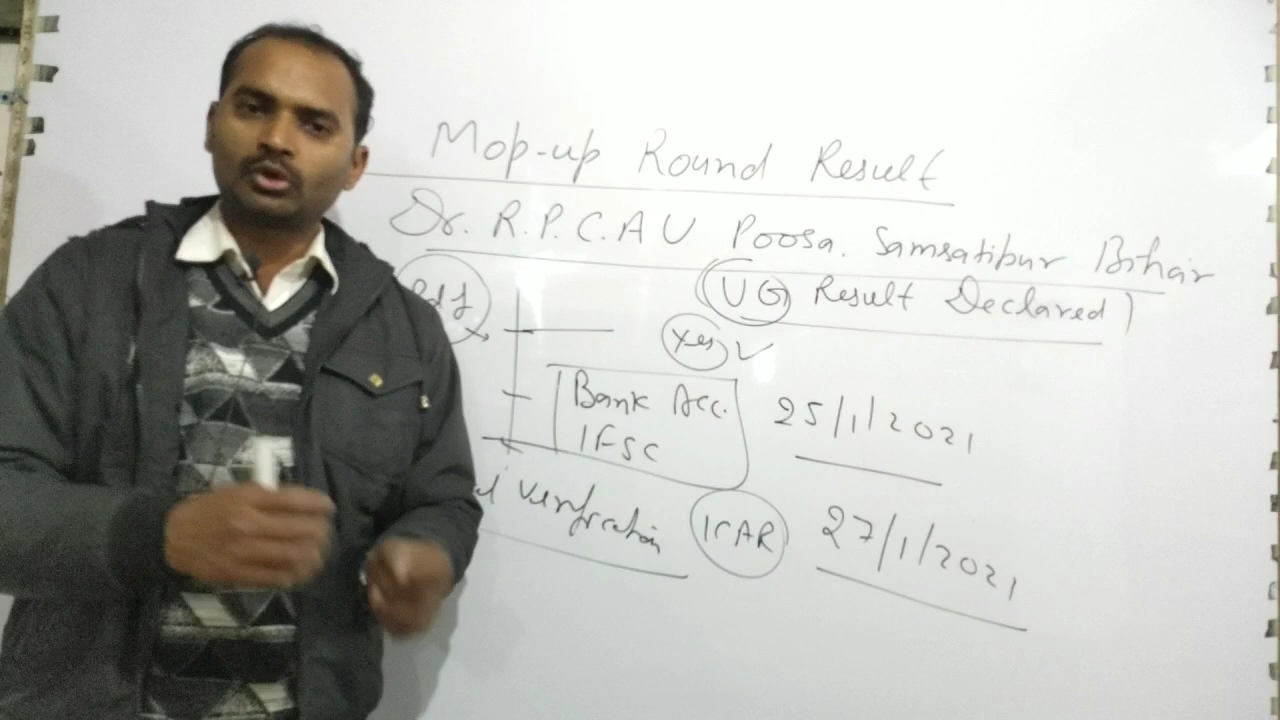 Mop-up Round Result
Dr. R.P.C.A U Poosa. Samsatipur Bihar
Pdf
UG Result Declared
Yes
Bank Acc.
IFSC
25/1/2021
Verification ICAR 27/1/2021